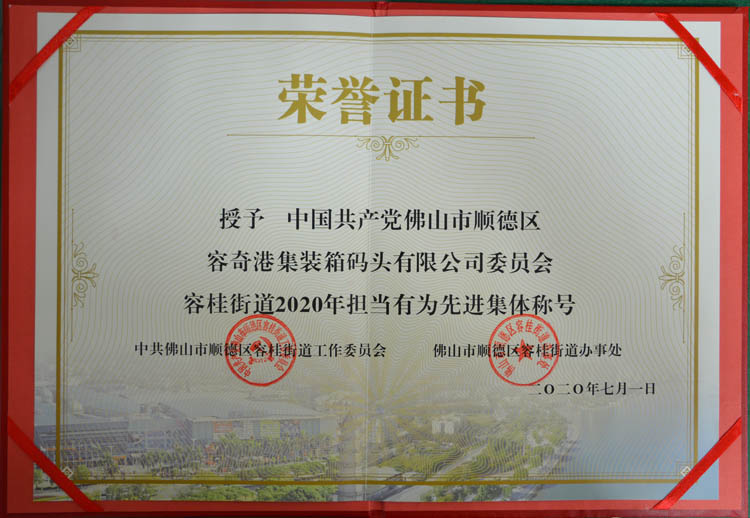 荣誉证书
授予 中国共产党佛山市顺德区
容奇港集装箱码头有限公司委员会
容桂街道2020年担当有为先进集体称号
中共佛山市顺德区容桂街道工作委员会 佛山市顺德区容桂街道办事处
二〇二〇年七月一日